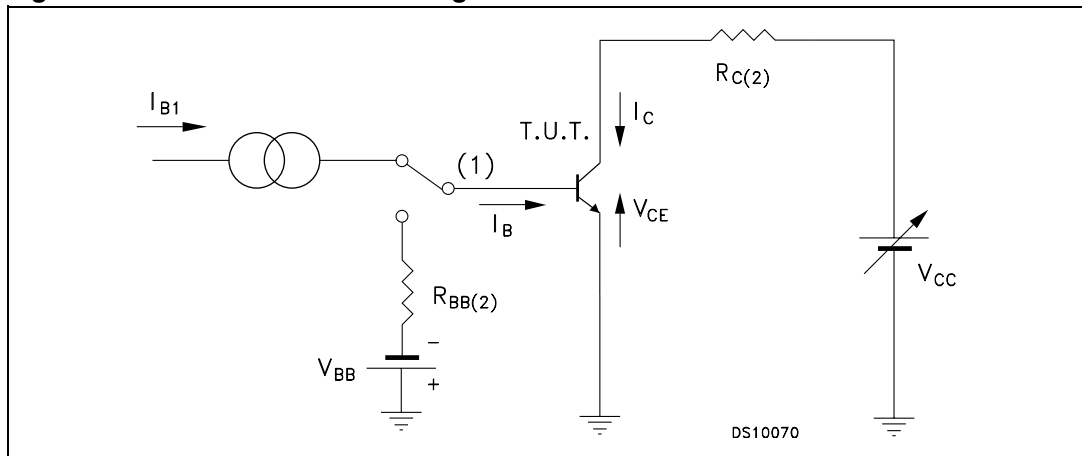 I_B1
(1)
I_B
R_BB(2)
V_BB
-
+
T.U.T.
I_C
V_CE
R_C(2)
V_CC
DS10070